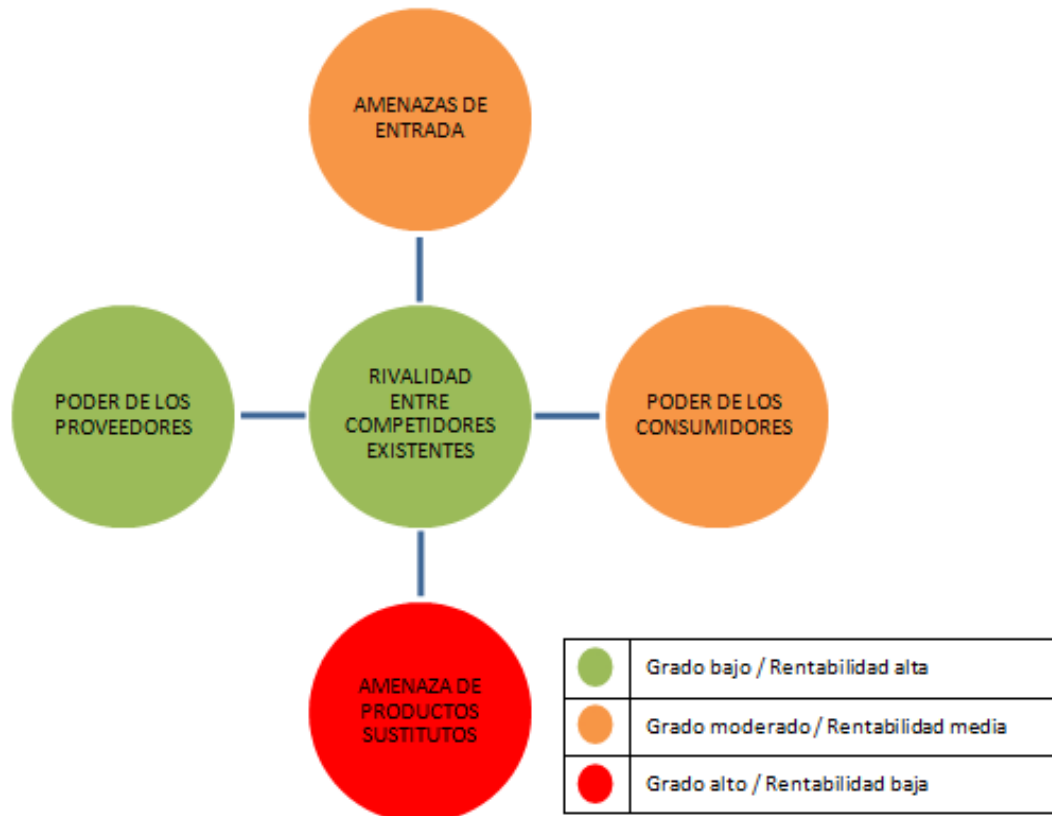 AMENAZAS DE
ENTRADA
PODER DE LOS
PROVEEDORES
RIVALIDAD
ENTRE
COMPETIDORES
EXISTENTES
PODER DE LOS
CONSUMIDORES
AMENAZA DE
PRODUCTOS
SUSTITUTOS
Grado bajo / Rentabilidad alta
Grado moderado / Rentabilidad media
Grado alto / Rentabilidad baja